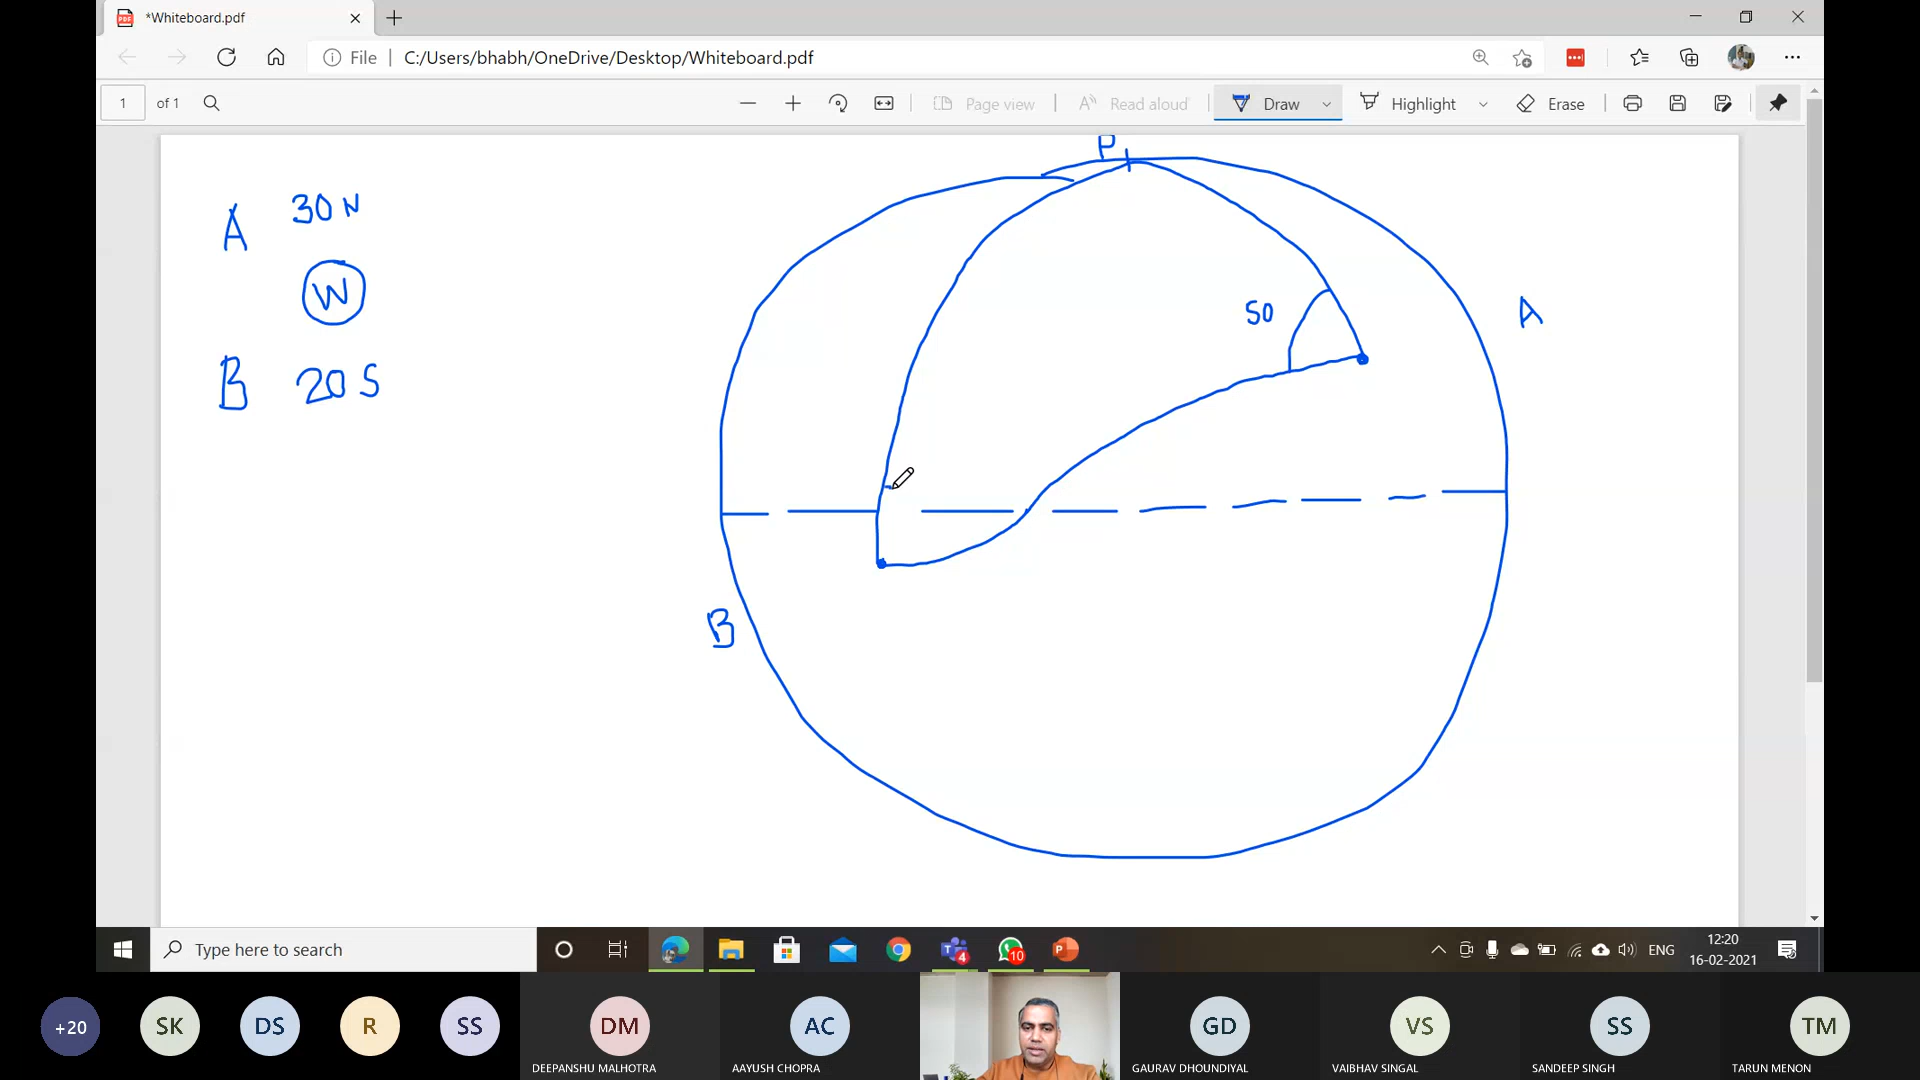 *Whiteboard.pdf
File C:/Users/bhabh/OneDrive/Desktop/Whiteboard.pdf
1 of 1 Page view Read aloud Draw Highlight Erase
P
A 30 N
W
B 20 S
50
A
B
Type here to search
4
10
ENG
12:20
16-02-2021
+20 SK DS R SS DM AC GD VS SS TM
DEEPANSHU MALHOTRA AAYUSH CHOPRA GAURAV DHOUNDIYAL VAIBHAV SINGAL SANDEEP SINGH TARUN MENON